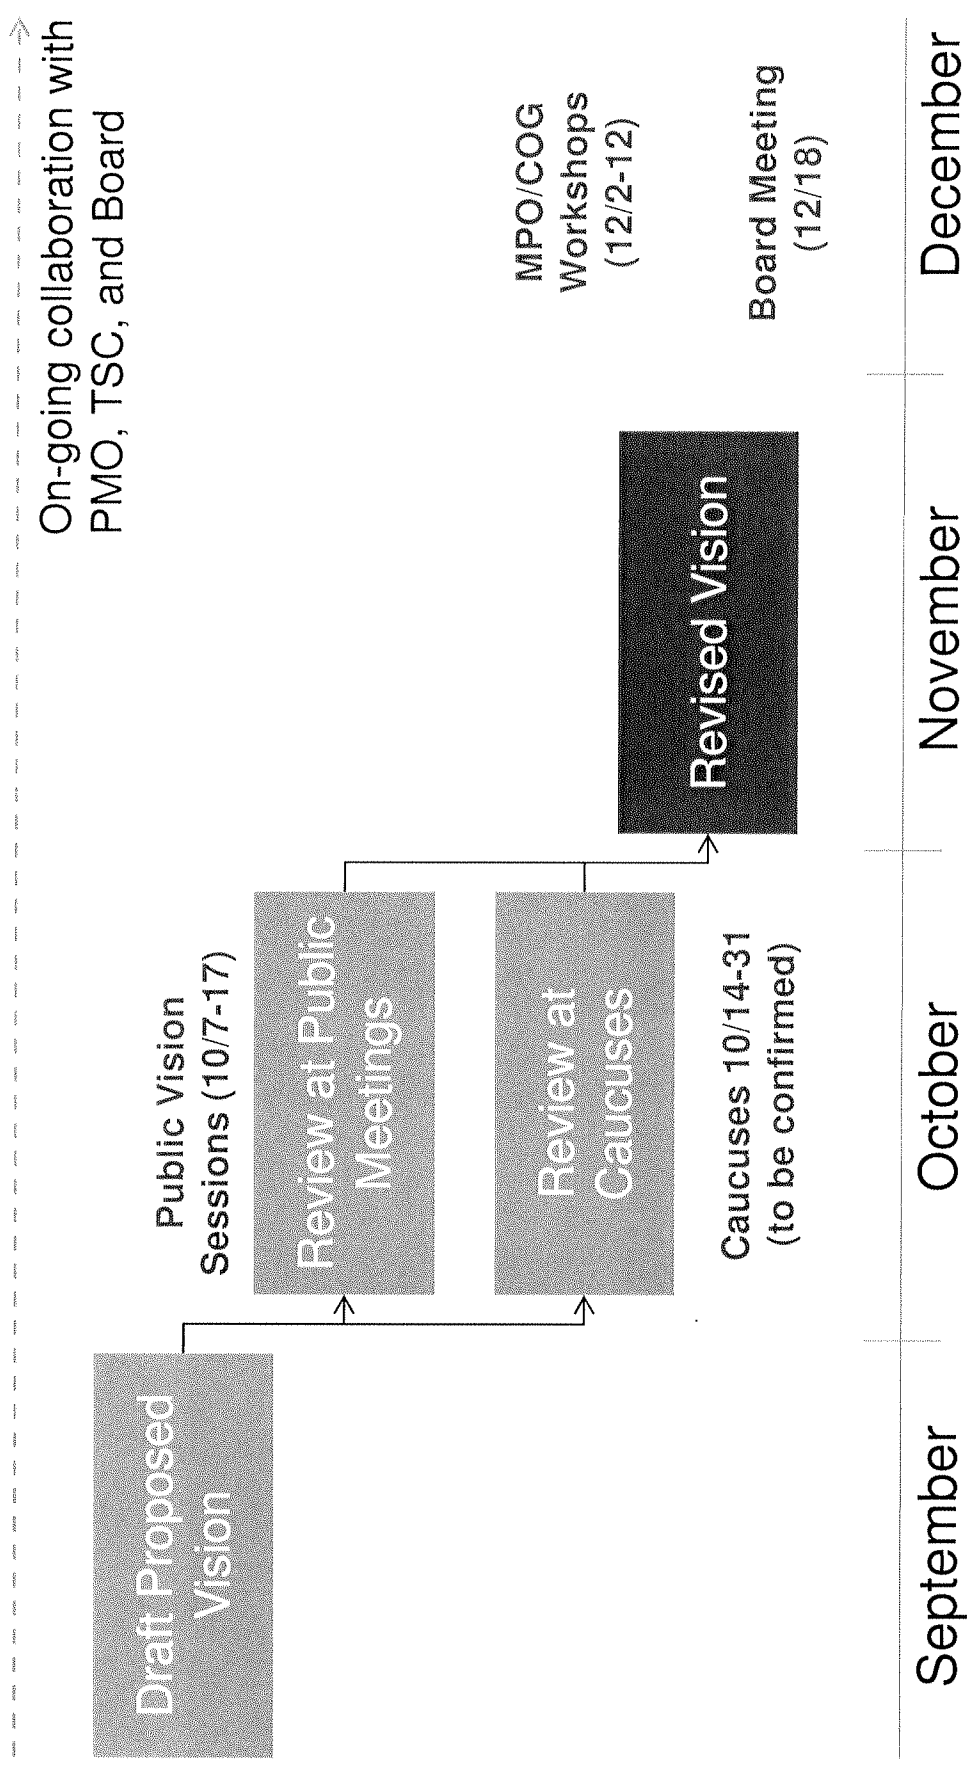 On-going collaboration with
PMO, TSC, and Board
Draft Proposed
Vision
Public Vision
Sessions (10/7-17)
Review at Public
Meetings
Review at
Caucuses
Caucuses 10/14-31
(to be confirmed)
Revised Vision
MPO/COG
Workshops
(12/2-12)
Board Meeting
(12/18)
September
October
November
December